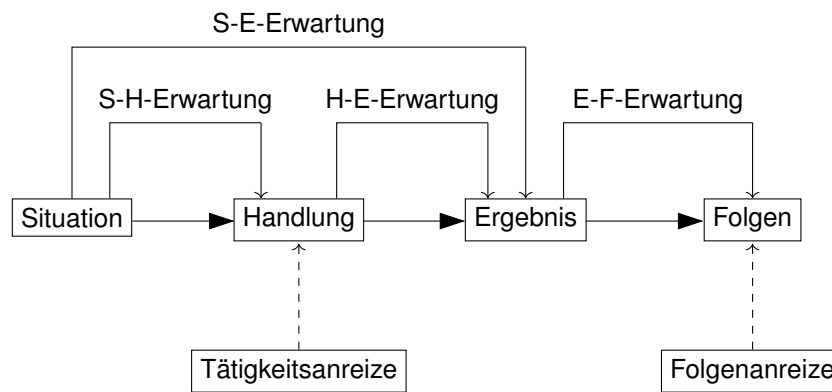 S-E-Erwartung
S-H-Erwartung H-E-Erwartung E-F-Erwartung
Situation Handlung Ergebnis Folgen
Tätigkeitsanreize Folgenanreize